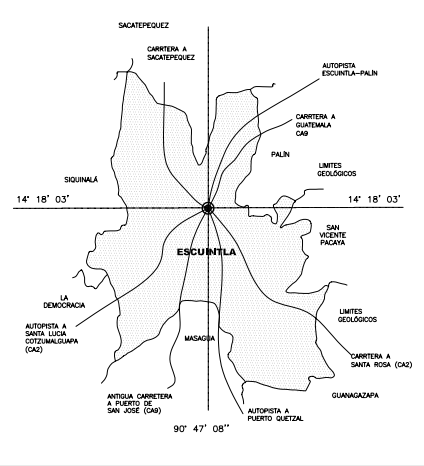 SACATEPEQUEZ
CARRTERA A
SACATEPEQUEZ
AUTOPISTA
ESCUINTLA-PALÍN
CARRTERA A
GUATEMALA
CA9
PALÍN
LIMITES
GEOLÓGICOS
SIQUINALÁ
14° 18' 03'
14° 18' 03'
SAN
VICENTE
PACAYA
ESCUINTLA
LA
DEMOCRACIA
LIMITES
GEOLÓGICOS
AUTOPISTA A
SANTA LUCIA
COTZUMALGUAPA
(CA2)
MASAGUA
CARRTERA A
SANTA ROSA (CA2)
GUANAGAZAPA
ANTIGUA CARRETERA
A PUERTO DE
SAN JOSÉ (CA9)
AUTOPISTA A
PUERTO QUETZAL
90° 47' 08''